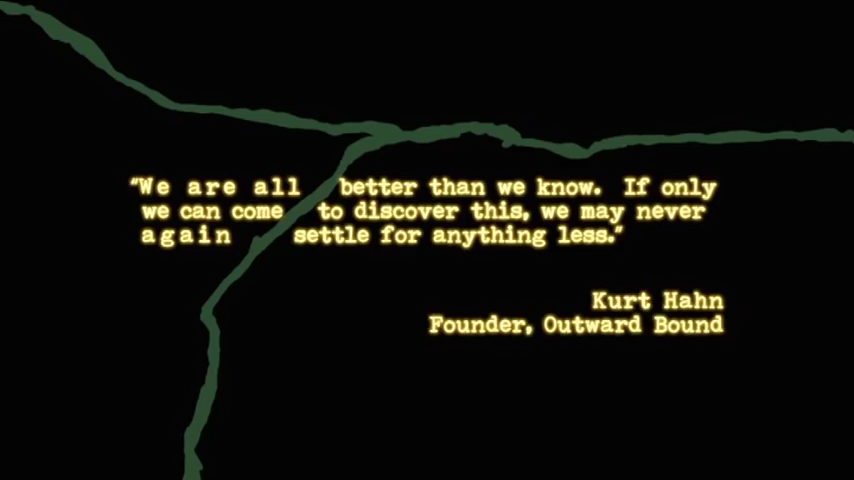 "We are all better than we know. If only
we can come to discover this, we may never
again settle for anything less."
Kurt Hahn
Founder, Outward Bound